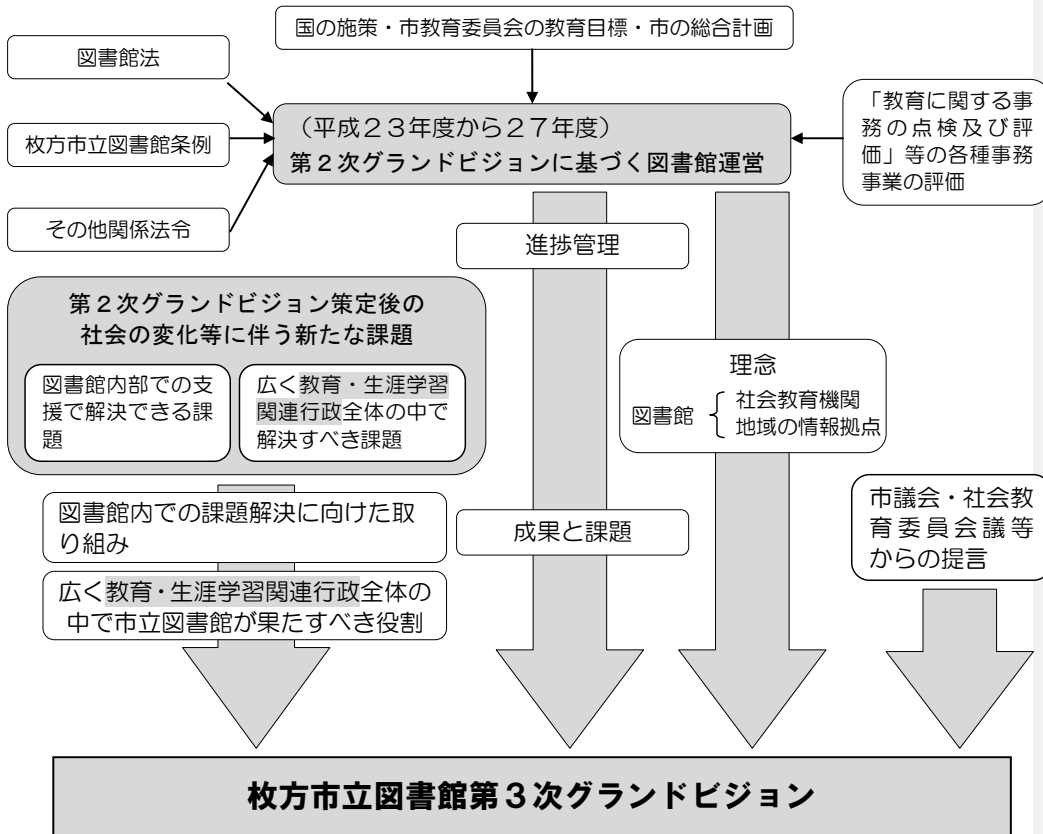 国の施策・市教育委員会の教育目標・市の総合計画
図書館法
枚方市立図書館条例
その他関係法令
（平成２３年度から２７年度）
第２次グランドビジョンに基づく図書館運営
「教育に関する事
務の点検及び評
価」等の各種事務
事業の評価
進捗管理
第２次グランドビジョン策定後の
社会の変化等に伴う新たな課題
図書館内部での支
援で解決できる課
題
広く教育・生涯学習
関連行政全体の中で
解決すべき課題
理念
図書館
社会教育機関
地域の情報拠点
図書館内での課題解決に向けた取
り組み
広く教育・生涯学習関連行政全体の
中で市立図書館が果たすべき役割
成果と課題
市議会・社会教
育委員会議等
からの提言
枚方市立図書館第３次グランドビジョン